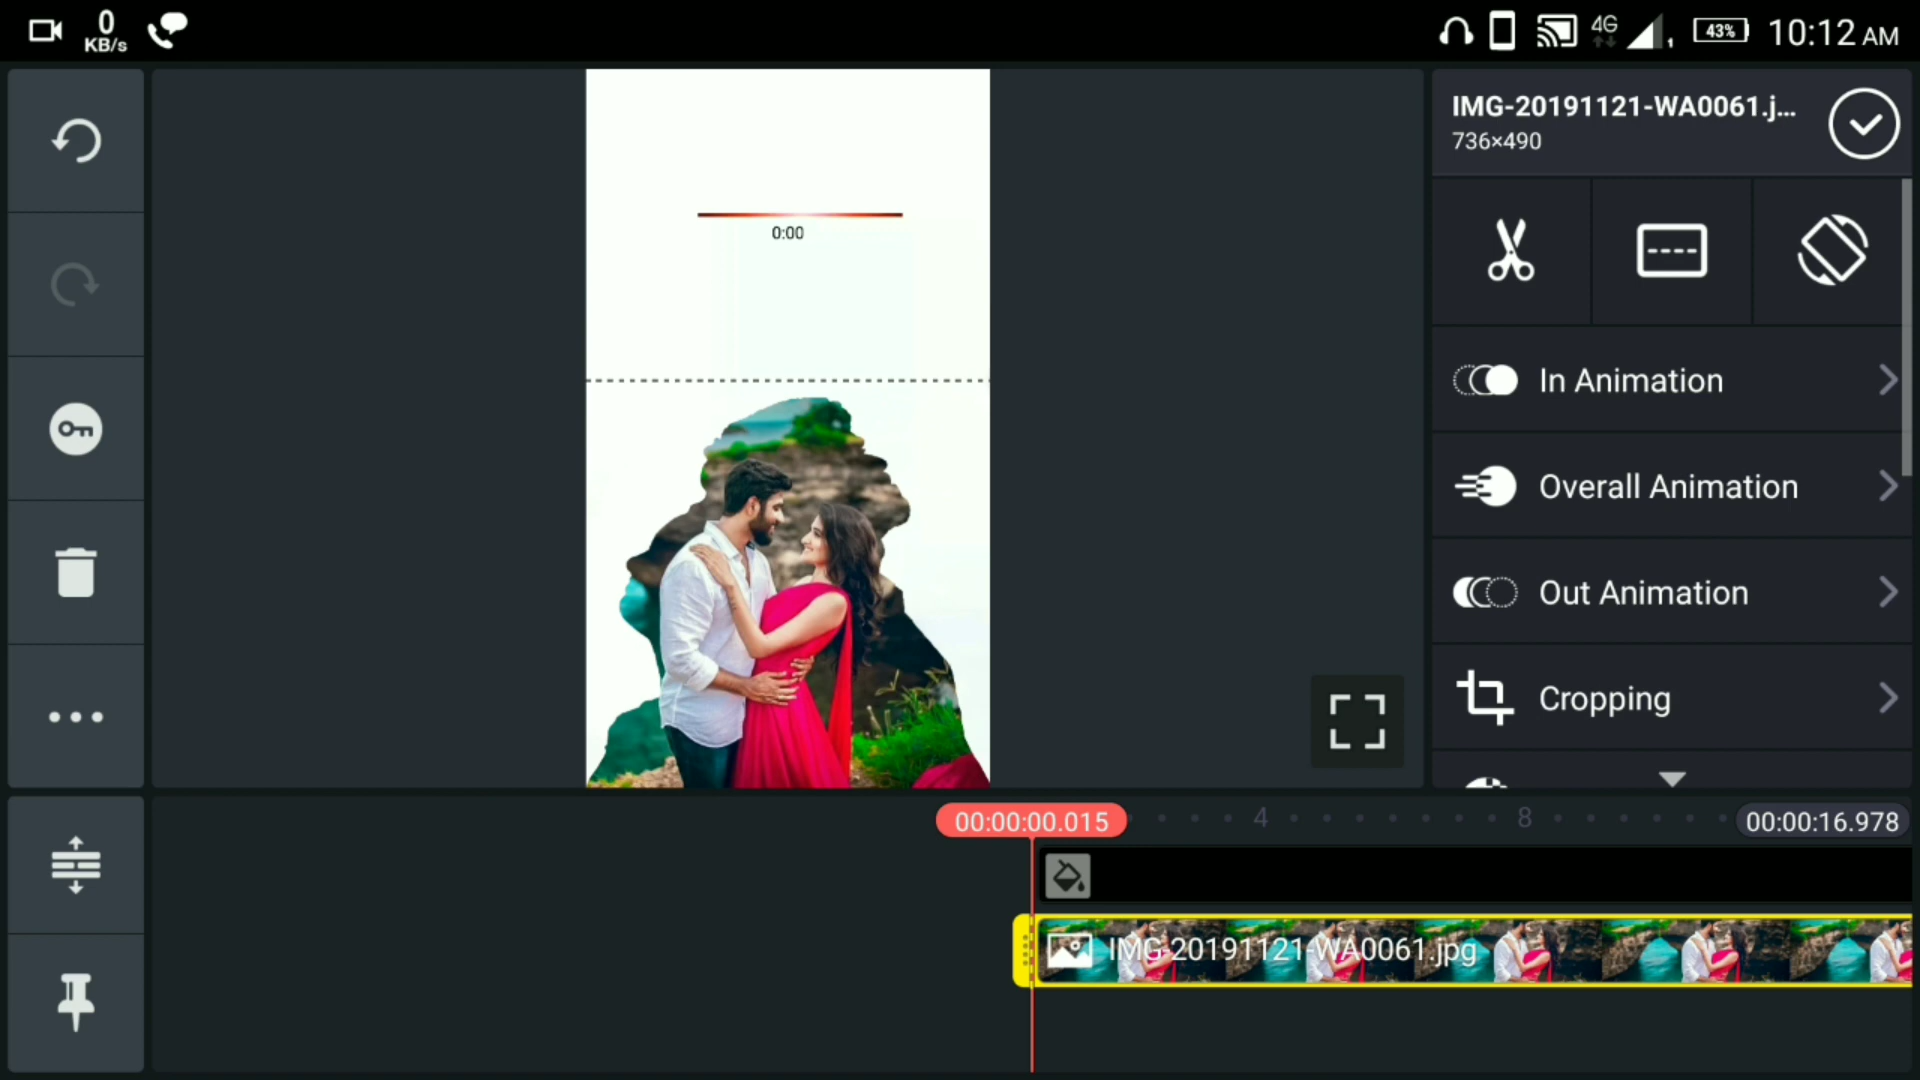 0
KB/s
4G
1
43%
10:12 AM
IMG-20191121-WA0061.j...
736×490
0:00
In Animation
Overall Animation
Out Animation
Cropping
00:00:00.015
4
8
00:00:16.978
IMG-20191121-WA0061.jpg